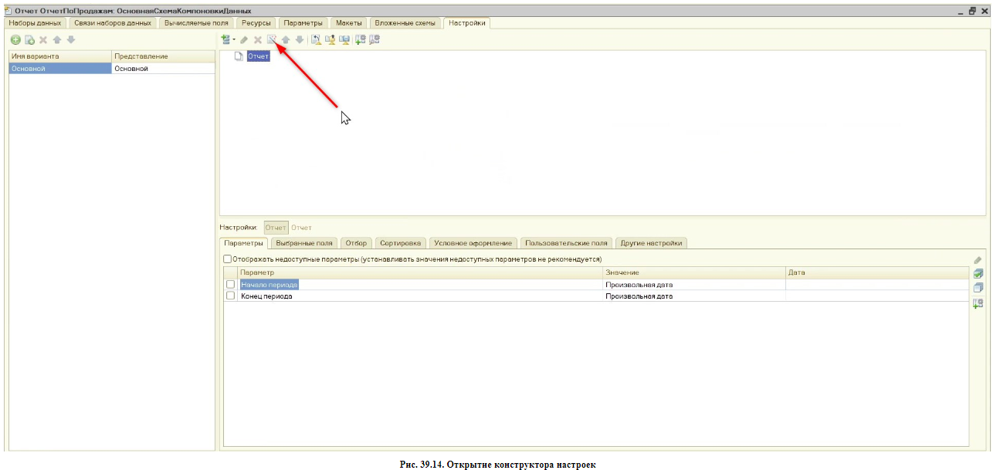 Отчет ОтчетПоПродажам: ОсновнаяСхемаКомпоновкиДанных
Наборы данных Связи наборов данных Вычисляемые поля Ресурсы Параметры Макеты Вложенные схемы Настройки
Имя варианта Представление
Основной Основной
Отчет
Настройки: Отчет Отчет
Параметры Выбранные поля Отбор Сортировка Условное оформление Пользовательские поля Другие настройки
Отображать недоступные параметры (устанавливать значения недоступных параметров не рекомендуется)
Параметр Значение Дата
Начало периода Произвольная дата
Конец периода Произвольная дата
Рис. 39.14. Открытие конструктора настроек